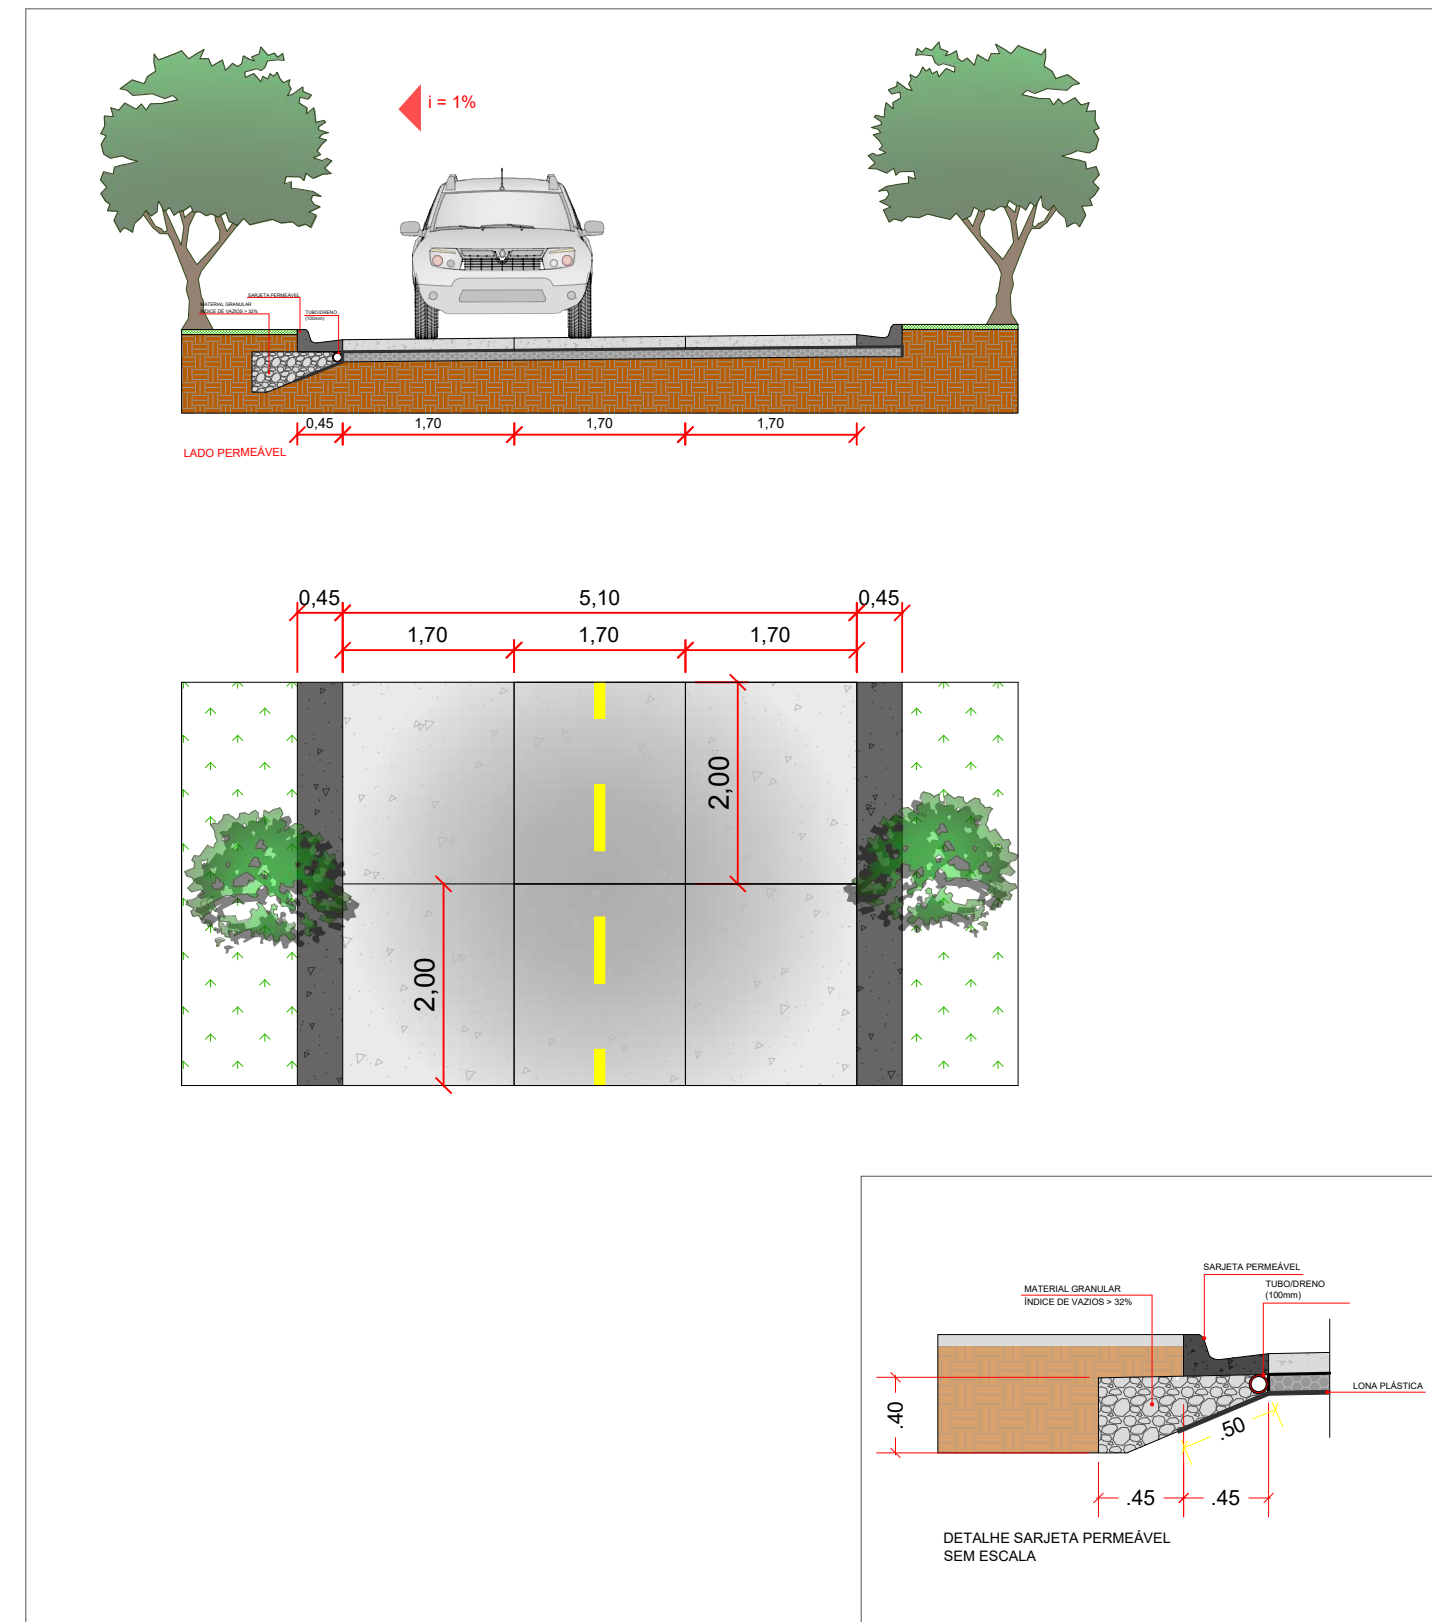 i = 1%
SARJETA PERMEÁVEL
MATERIAL GRANULAR
ÍNDICE DE VAZIOS > 32%
TUBO/DRENO
(100mm)
0,45
1,70
1,70
1,70
LADO PERMEÁVEL
0,45
5,10
0,45
1,70
1,70
1,70
2,00
2,00
SARJETA PERMEÁVEL
TUBO/DRENO
(100mm)
MATERIAL GRANULAR
ÍNDICE DE VAZIOS > 32%
LONA PLÁSTICA
.40
.50
.45
.45
DETALHE SARJETA PERMEÁVEL
SEM ESCALA